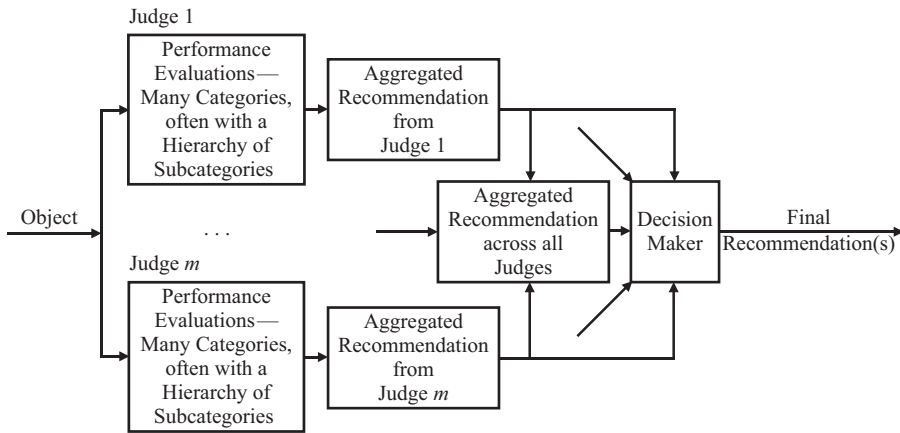 Judge 1
Performance
Evaluations—
Many Categories,
often with a
Hierarchy of
Subcategories
Aggregated
Recommendation
from
Judge 1
Object
. . .
Aggregated
Recommendation
across all
Judges
Decision
Maker
Final
Recommendation(s)
Judge m
Performance
Evaluations—
Many Categories,
often with a
Hierarchy of
Subcategories
Aggregated
Recommendation
from
Judge m